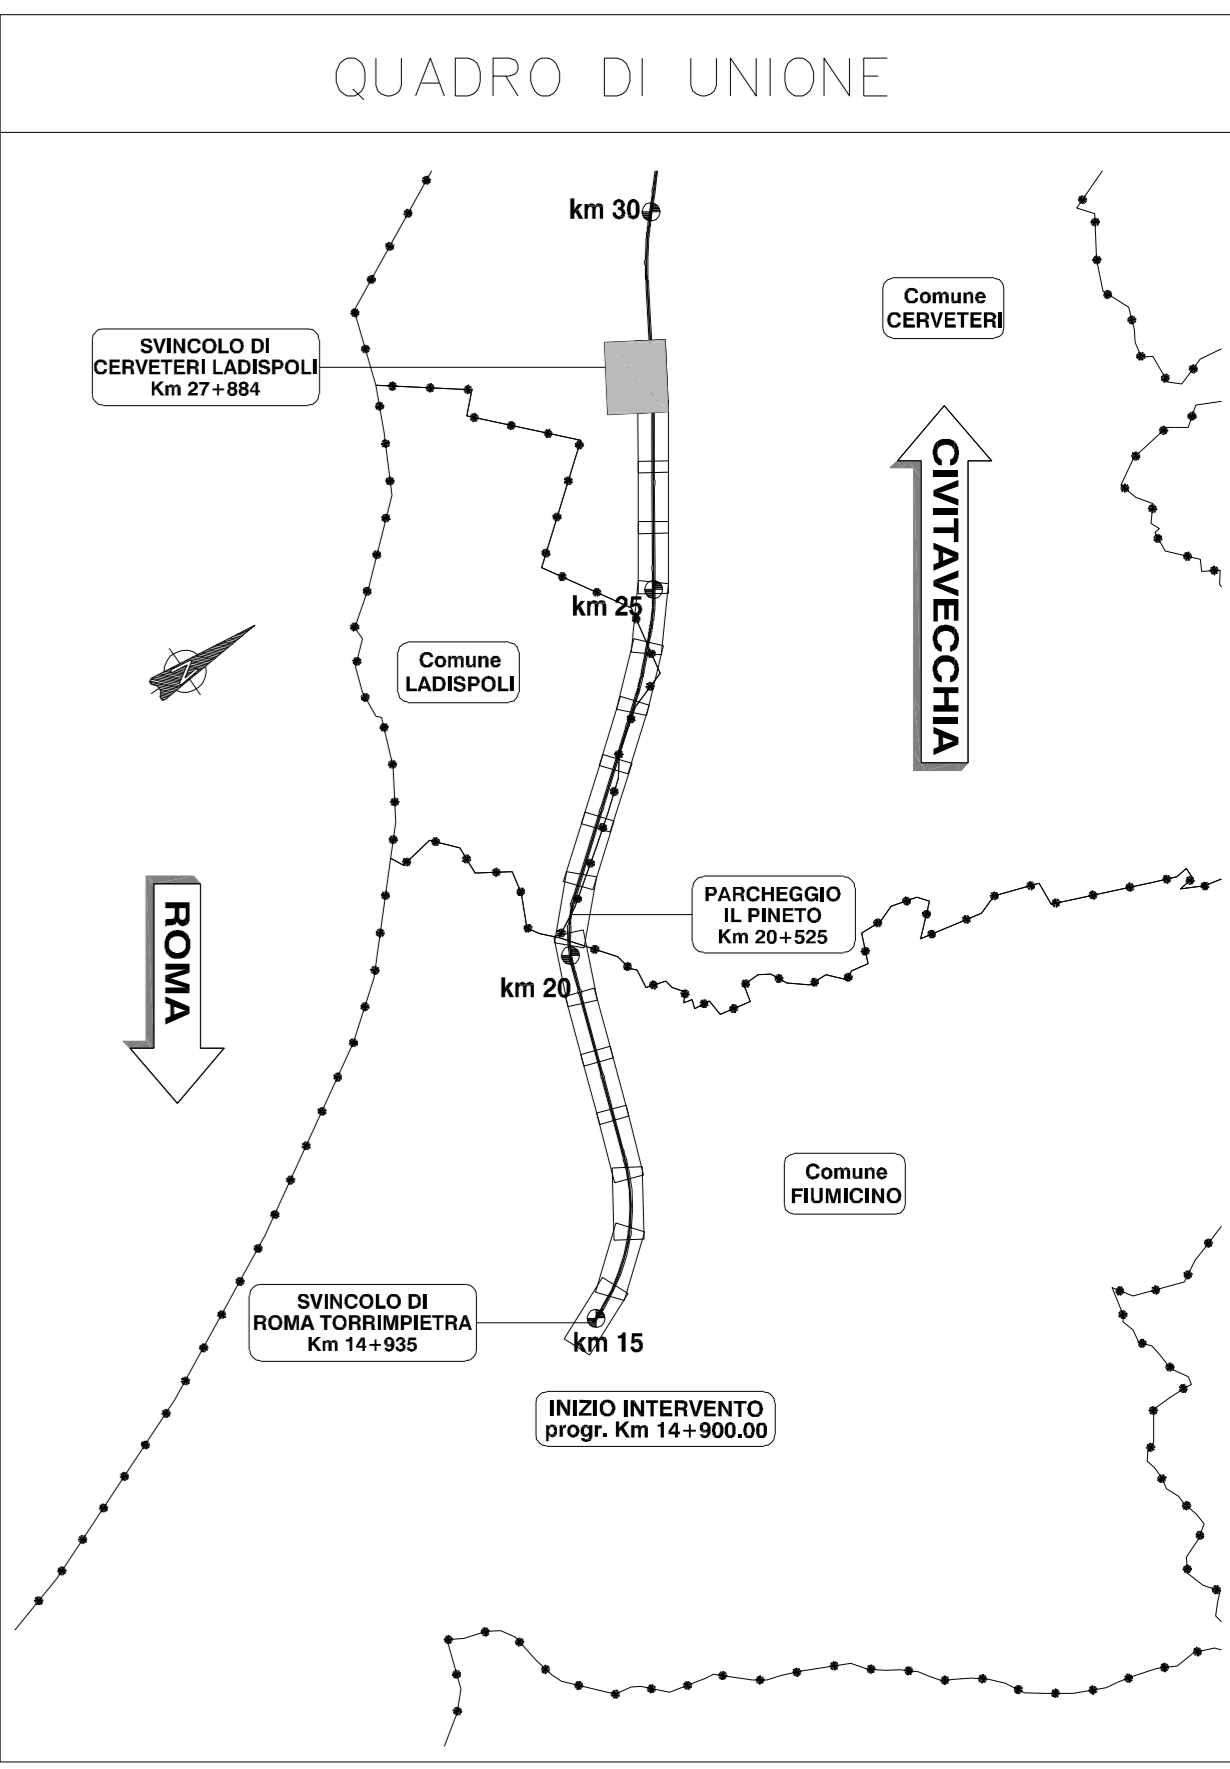 QUADRO DI UNIONE
km 30
Comune
CERVETERI
SVINCOLO DI
CERVETERI LADISPOLI
Km 27+884
CIVITAVECCHIA
km 25
N
Comune
LADISPOLI
ROMA
PARCHEGGIO
IL PINETO
Km 20+525
km 20
Comune
FIUMICINO
SVINCOLO DI
ROMA TORRIMPIETRA
Km 14+935
km 15
INIZIO INTERVENTO
progr. Km 14+900.00